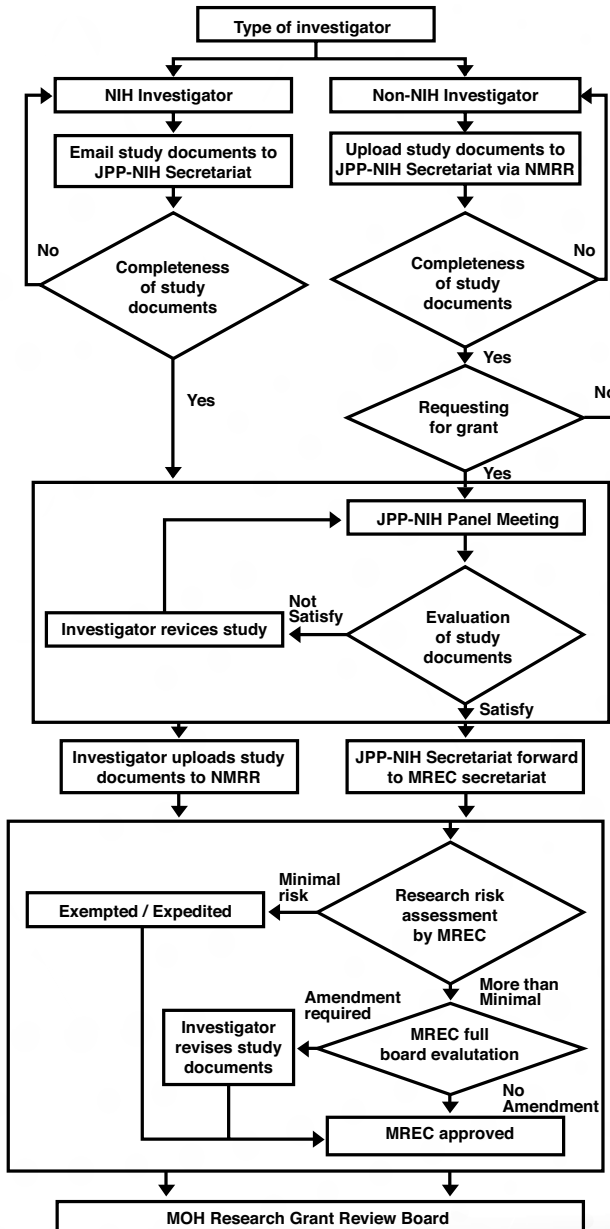 Type of investigator
NIH Investigator
Non-NIH Investigator
Email study documents to
JPP-NIH Secretariat
Upload study documents to
JPP-NIH Secretariat via NMRR
No
Completeness
of study
documents
No
Completeness
of study
documents
Yes
Yes
No
Requesting
for grant
Yes
JPP-NIH Panel Meeting
Not
Satisfy
Investigator revices study
Evaluation
of study
documents
Satisfy
Investigator uploads study
documents to NMRR
JPP-NIH Secretariat forward
to MREC secretariat
Minimal
risk
Exempted / Expedited
Research risk
assessment
by MREC
More than
Minimal
Amendment
required
Investigator
revises study
documents
MREC full
board evalutation
No
Amendment
MREC approved
MOH Research Grant Review Board